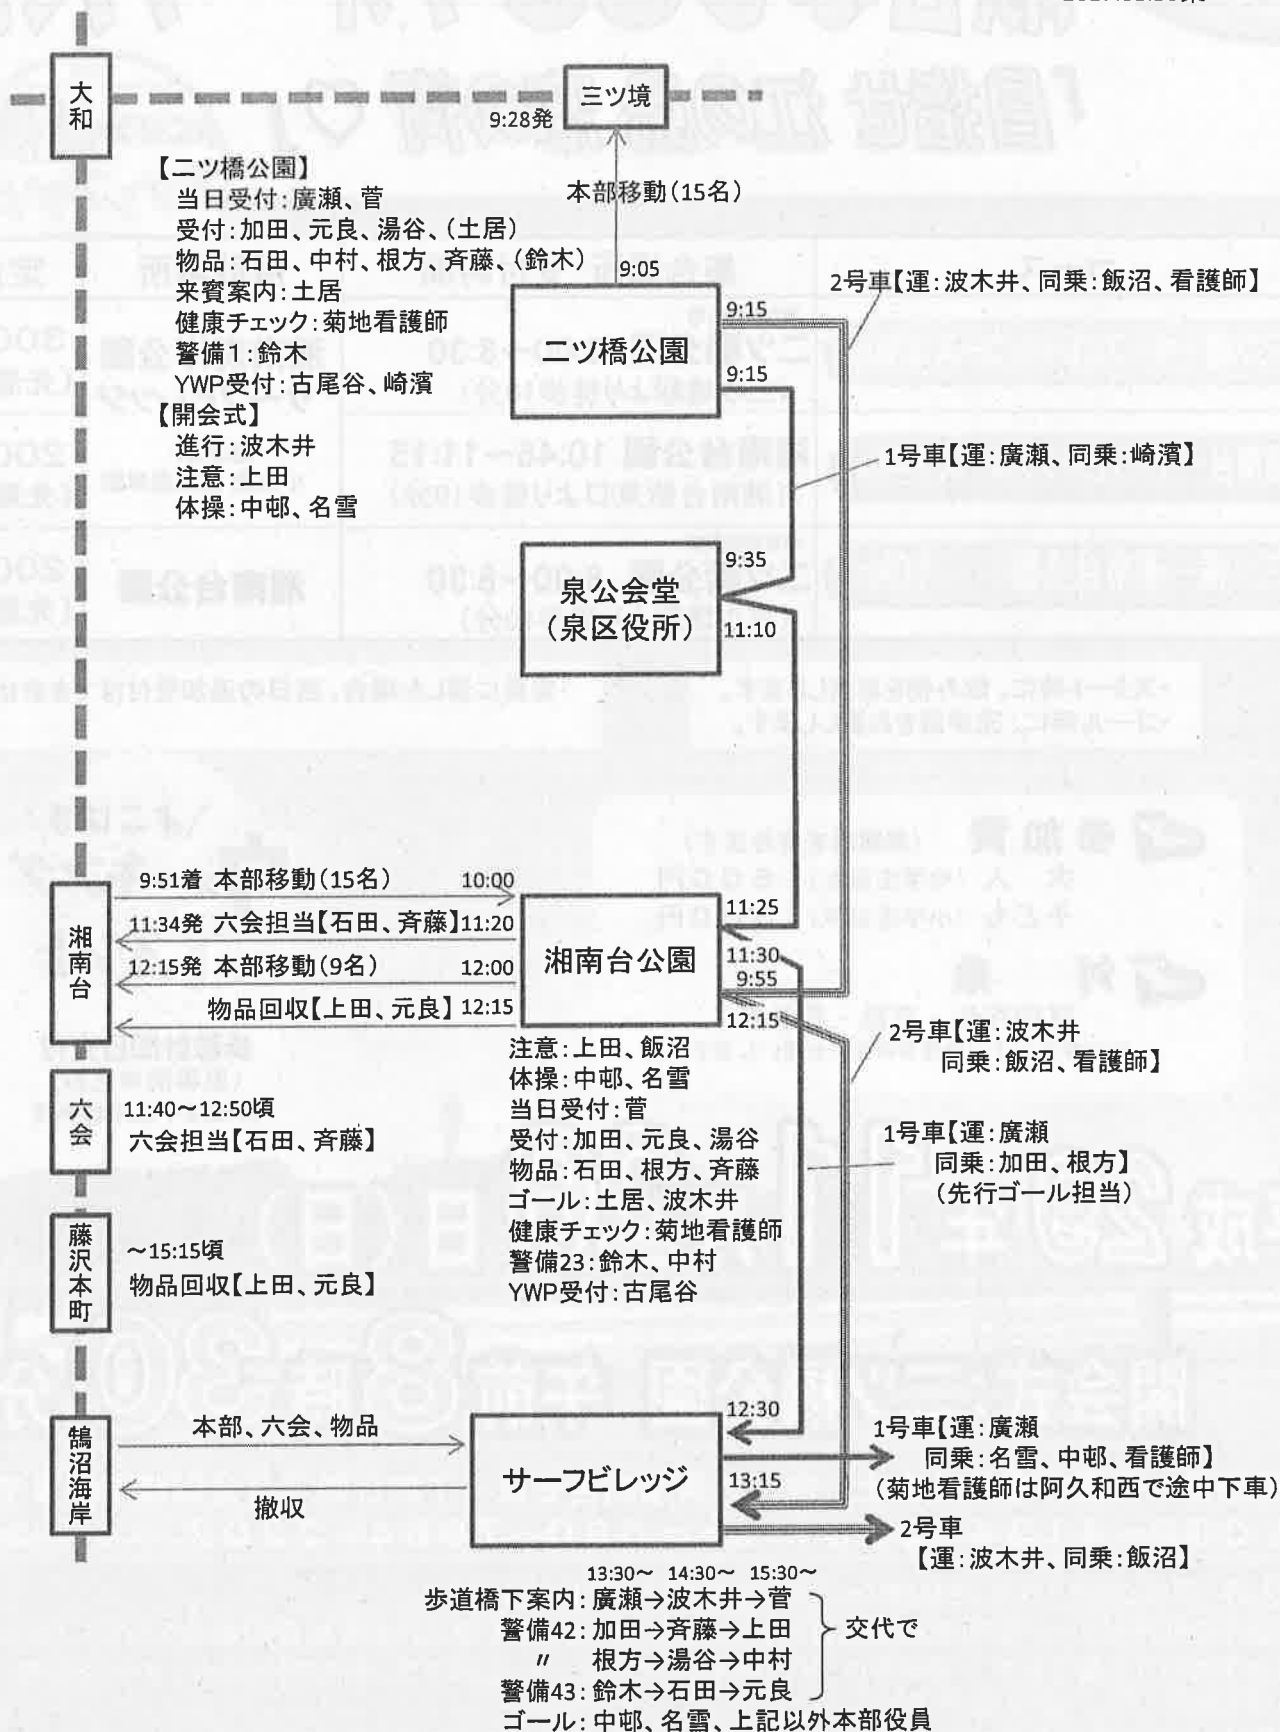 大和
三ツ境
9:28発
本部移動(15名)
【二ツ橋公園】
当日受付:廣瀬、菅
受付:加田、元良、湯谷、(土居)
物品:石田、中村、根方、斉藤、(鈴木)
来賓案内:土居
健康チェック:菊地看護師
警備1:鈴木
YWP受付:古尾谷、崎濱
【開会式】
進行:波木井
注意:上田
体操:中邨、名雪
9:05
二ツ橋公園
9:15
9:15
2号車【運:波木井、同乗:飯沼、看護師】
1号車【運:廣瀬、同乗:崎濱】
泉公会堂
(泉区役所)
9:35
11:10
湘南台
9:51着 本部移動(15名) 10:00
11:34発 六会担当【石田、斉藤】11:20
12:15発 本部移動(9名) 12:00
物品回収【上田、元良】12:15
湘南台公園
11:25
11:30
9:55
12:15
2号車【運:波木井
同乗:飯沼、看護師】
注意:上田、飯沼
体操:中邨、名雪
当日受付:菅
受付:加田、元良、湯谷
物品:石田、根方、斉藤
ゴール:土居、波木井
健康チェック:菊地看護師
警備23:鈴木、中村
YWP受付:古尾谷
1号車【運:廣瀬
同乗:加田、根方】
(先行ゴール担当)
六会
11:40~12:50頃
六会担当【石田、斉藤】
藤沢本町
~15:15頃
物品回収【上田、元良】
鵠沼海岸
本部、六会、物品
撤収
サーフビレッジ
12:30
13:15
1号車【運:廣瀬
同乗:名雪、中邨、看護師】
(菊地看護師は阿久和西で途中下車)
2号車
【運:波木井、同乗:飯沼】
13:30~ 14:30~ 15:30~
歩道橋下案内:廣瀬→波木井→菅
警備42:加田→斉藤→上田
〃 根方→湯谷→中村
警備43:鈴木→石田→元良
交代で
ゴール:中邨、名雪、上記以外本部役員